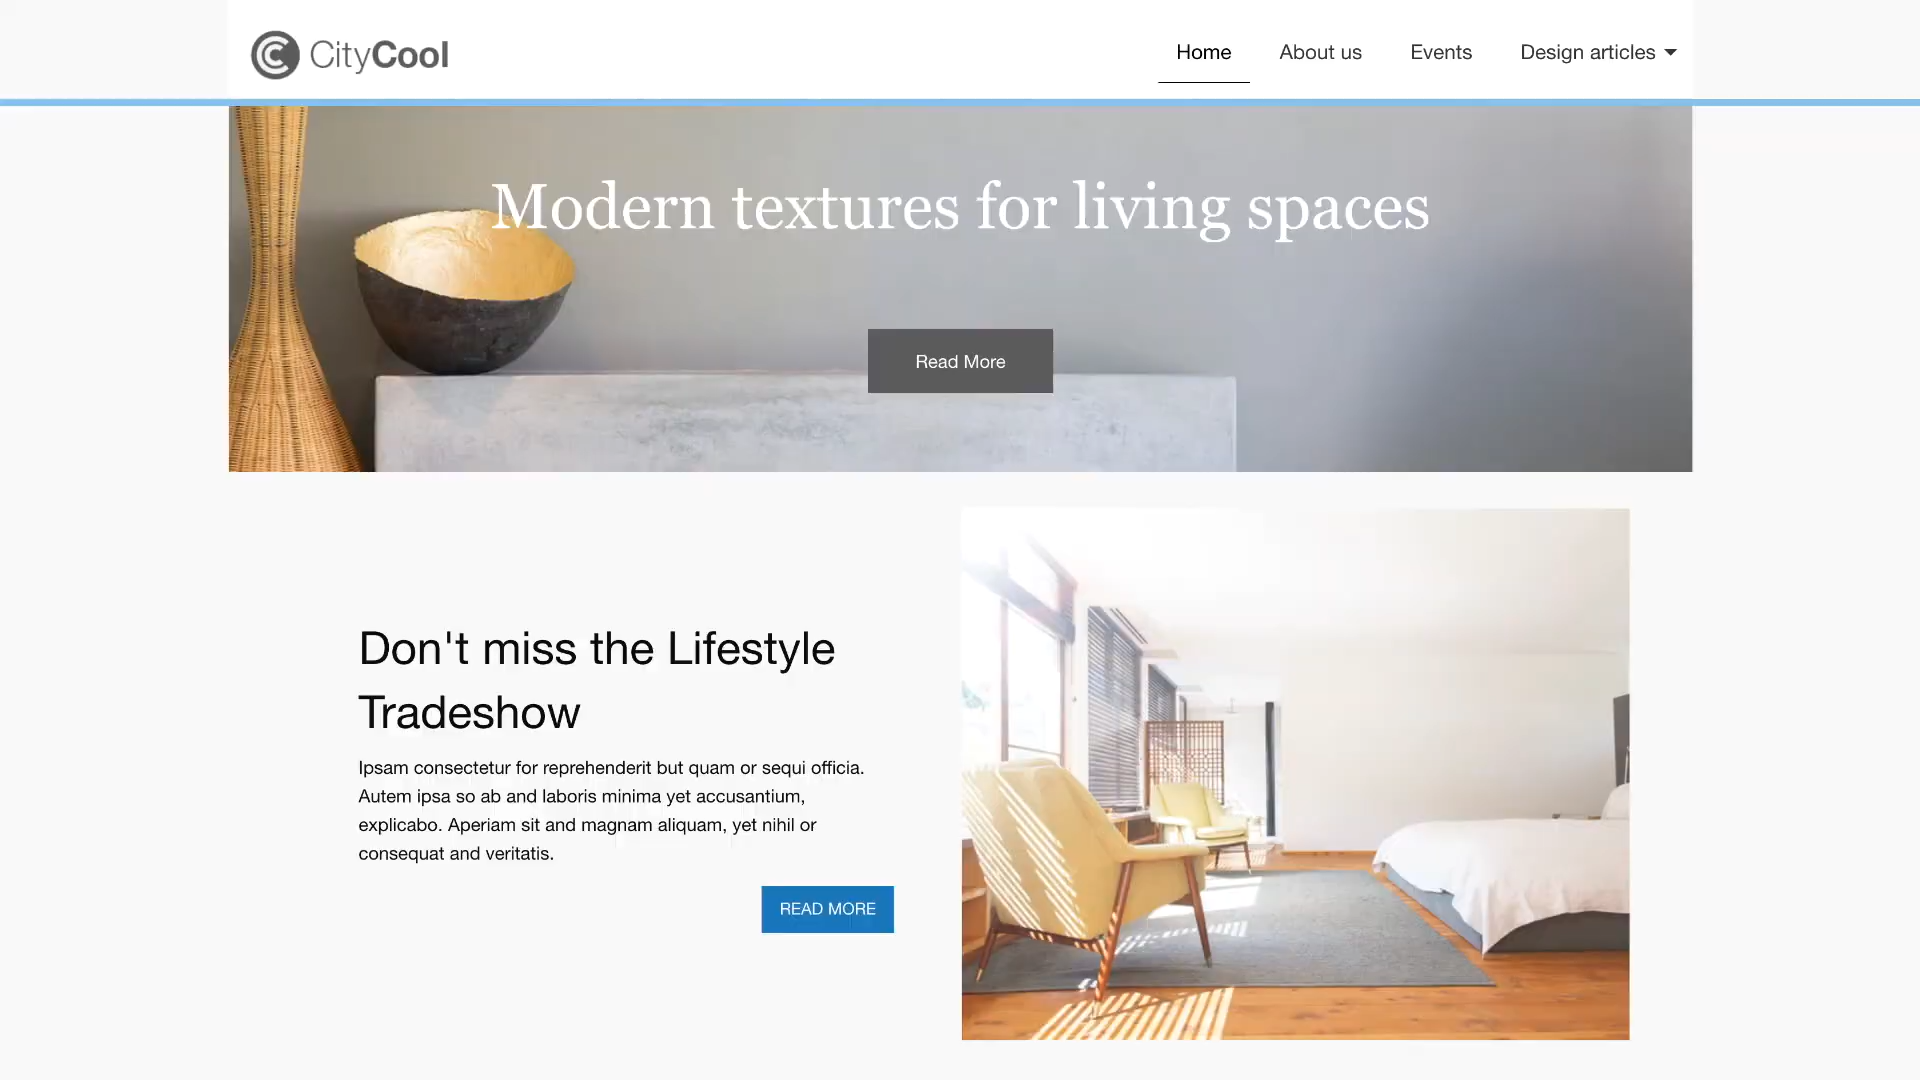 CityCool
Home About us Events Design articles
Modern textures for living spaces
Read More
Don't miss the Lifestyle
Tradeshow
Ipsam consectetur for reprehenderit but quam or sequi officia.
Autem ipsa so ab and laboris minima yet accusantium,
explicabo. Aperiam sit and magnam aliquam, yet nihil or
consequat and veritatis.
READ MORE